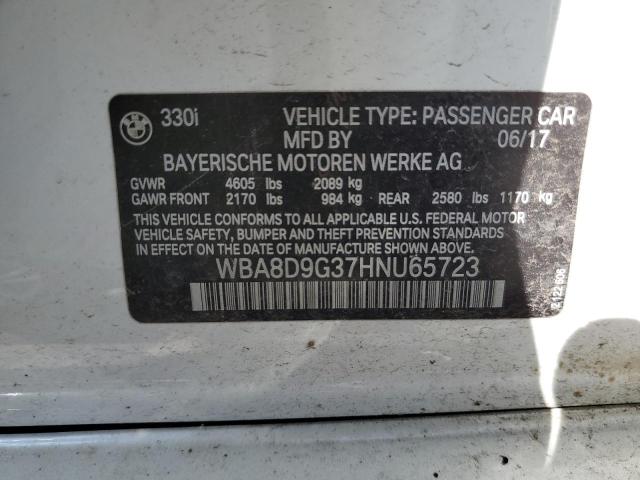 BMW
330i VEHICLE TYPE: PASSENGER CAR
MFD BY 06/17
BAYERISCHE MOTOREN WERKE AG
GVWR 4605 lbs 2089 kg
GAWR FRONT 2170 lbs 984 kg REAR 2580 lbs 1170 kg
THIS VEHICLE CONFORMS TO ALL APPLICABLE U.S. FEDERAL MOTOR
VEHICLE SAFETY, BUMPER, AND THEFT PREVENTION STANDARDS
IN EFFECT ON THE DATE OF MANUFACTURE SHOWN ABOVE.
WBA8D9G37HNU65723